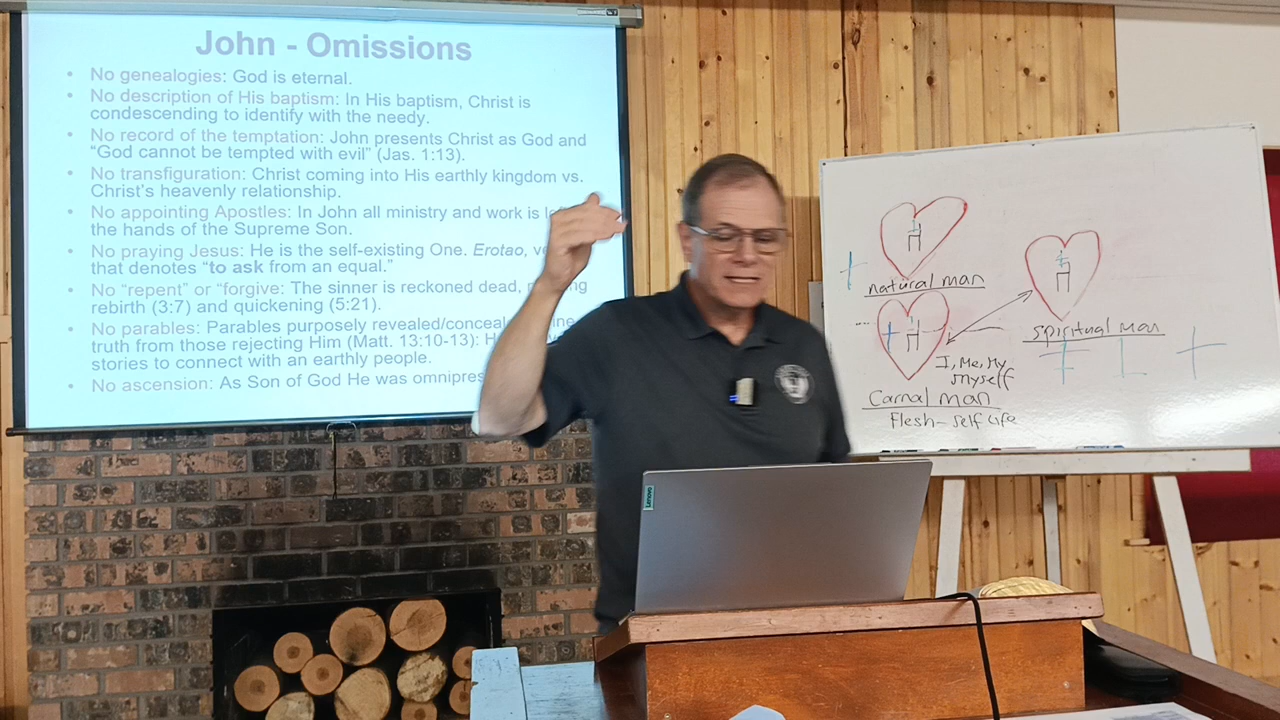 John - Omissions
• No genealogies: God is eternal.
• No description of His baptism: In His baptism, Christ is
condescending to identify with the needy.
• No record of the temptation: John presents Christ as God and
“God cannot be tempted with evil” (Jas. 1:13).
• No transfiguration: Christ coming into His earthly kingdom vs.
Christ’s heavenly relationship.
• No appointing Apostles: In John all ministry and work is
the hands of the Supreme Son.
• No praying Jesus: He is the self-existing One. Erotao,
that denotes “to ask from an equal.”
• No “repent” or “forgive: The sinner is reckoned dead,
rebirth (3:7) and quickening (5:21).
• No parables: Parables purposely revealed/conceal
truth from those rejecting Him (Matt. 13:10-13):
stories to connect with an earthly people.
• No ascension: As Son of God He was
natural man
spiritual man
I, Me, My
Myself
Carnal man
Flesh - self life
Lenovo